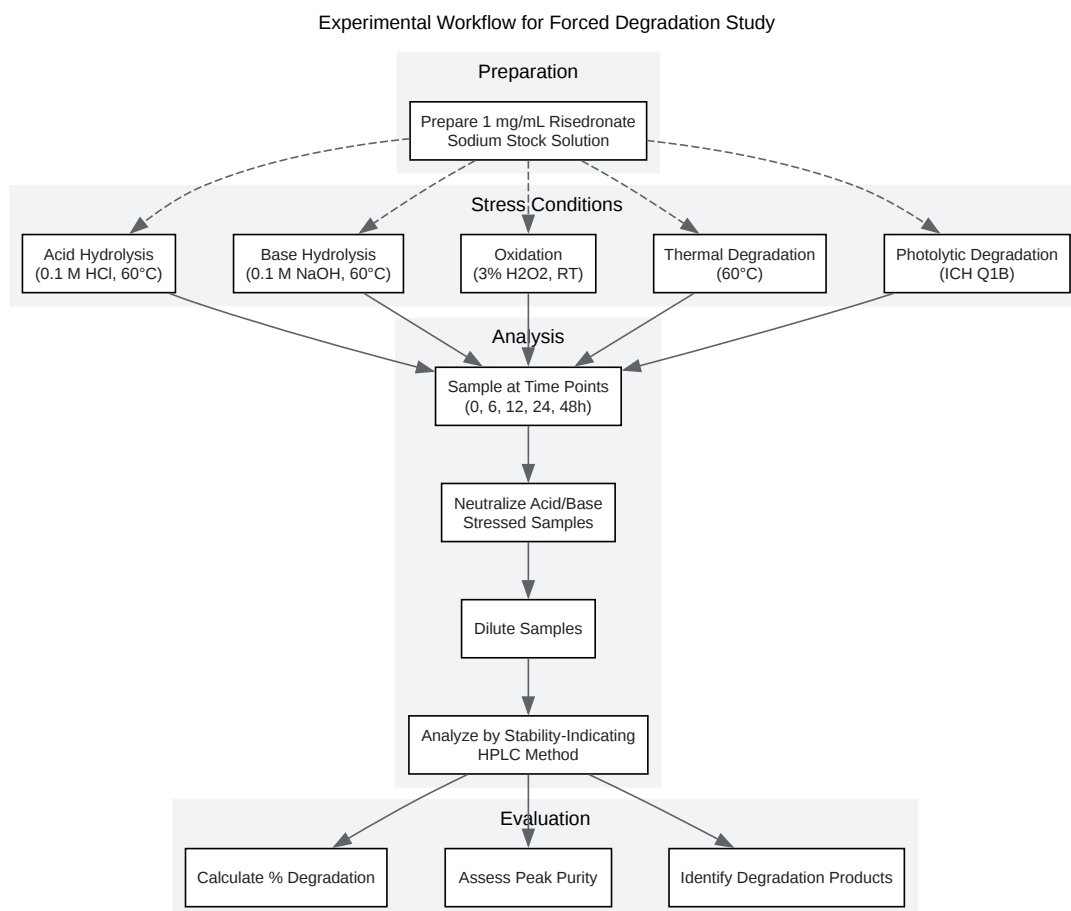 Experimental Workflow for Forced Degradation Study
Preparation
Prepare 1 mg/mL Risedronate
Sodium Stock Solution
Stress Conditions
Acid Hydrolysis
(0.1 M HCl, 60°C)
Base Hydrolysis
(0.1 M NaOH, 60°C)
Oxidation
(3% H2O2, RT)
Thermal Degradation
(60°C)
Photolytic Degradation
(ICH Q1B)
Analysis
Sample at Time Points
(0, 6, 12, 24, 48h)
Neutralize Acid/Base
Stressed Samples
Dilute Samples
Analyze by Stability-Indicating
HPLC Method
Evaluation
Calculate % Degradation
Assess Peak Purity
Identify Degradation Products